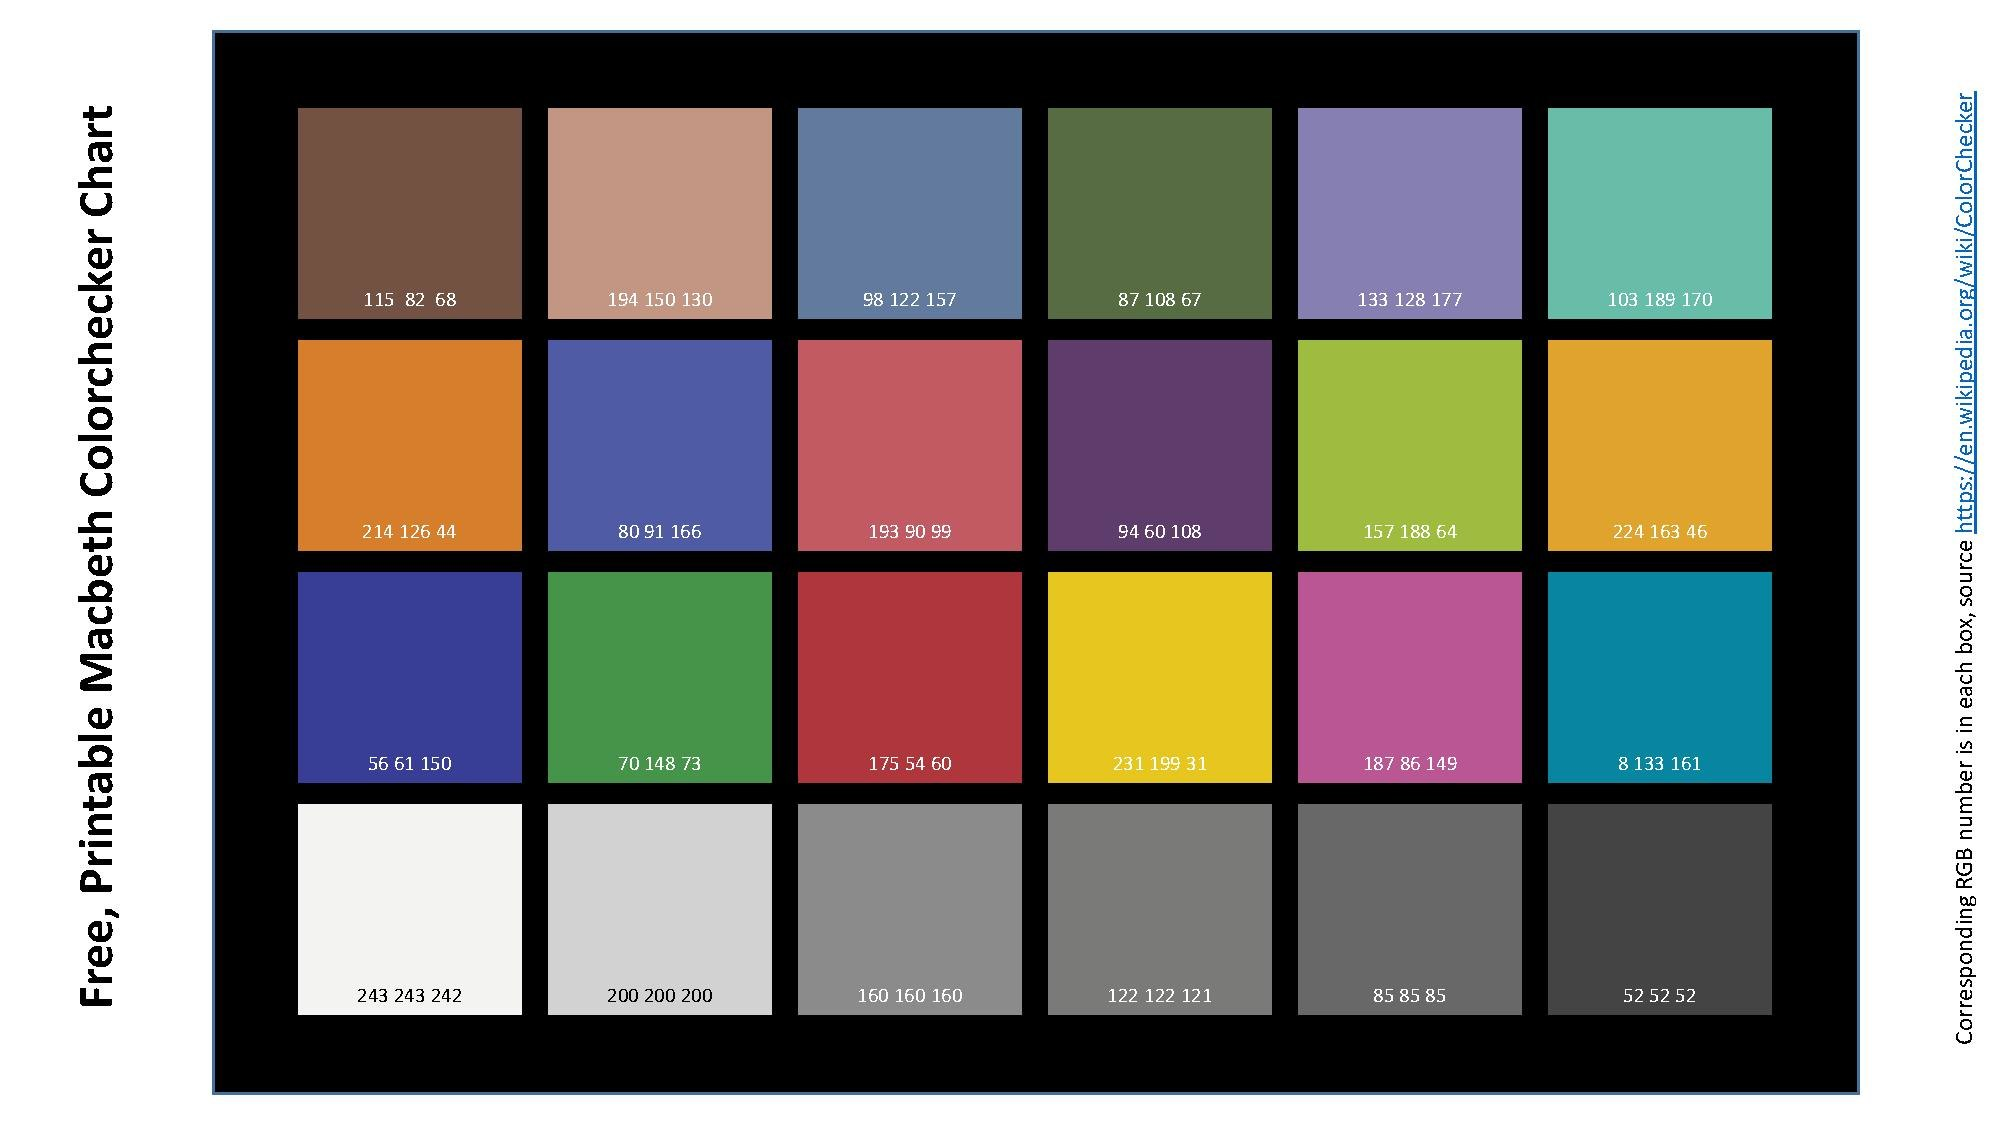 Free, Printable Macbeth Colorchecker Chart
115  82  68
194 150 130
98 122 157
87 108 67
133 128 177
103 189 170
214 126 44
80 91 166
193 90 99
94 60 108
157 188 64
224 163 46
56 61 150
70 148 73
175 54 60
231 199 31
187 86 149
8 133 161
243 243 242
200 200 200
160 160 160
122 122 121
85 85 85
52 52 52
Corresponding RGB number is in each box, source https://en.wikipedia.org/wiki/ColorChecker